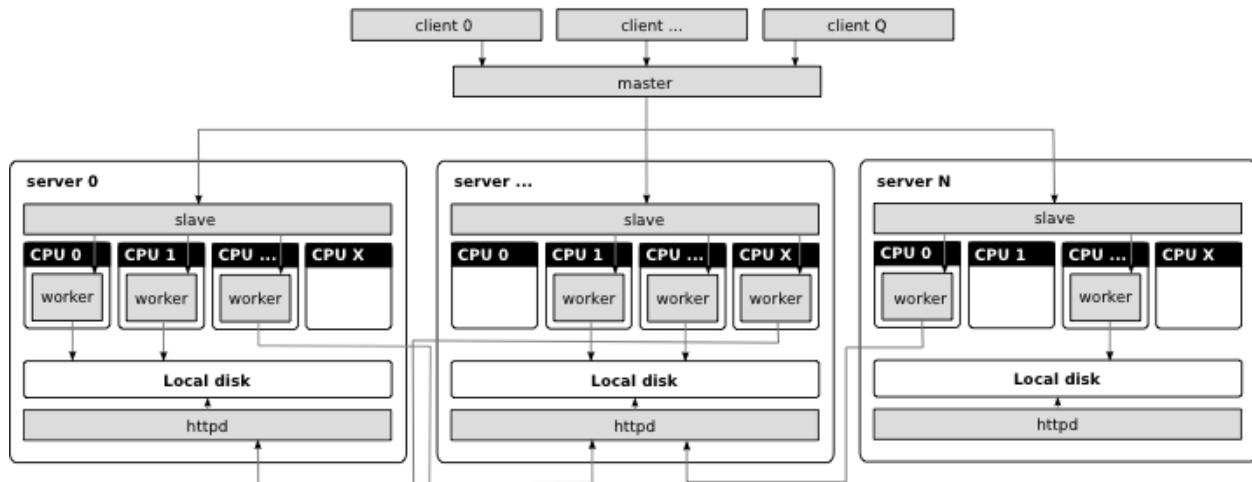 client 0 client ... client Q
master
server 0 server ... server N
slave slave slave
CPU 0 CPU 1 CPU ... CPU X CPU 0 CPU 1 CPU ... CPU X CPU 0 CPU 1 CPU ... CPU X
worker worker worker worker worker worker worker worker
Local disk Local disk Local disk
httpd httpd httpd